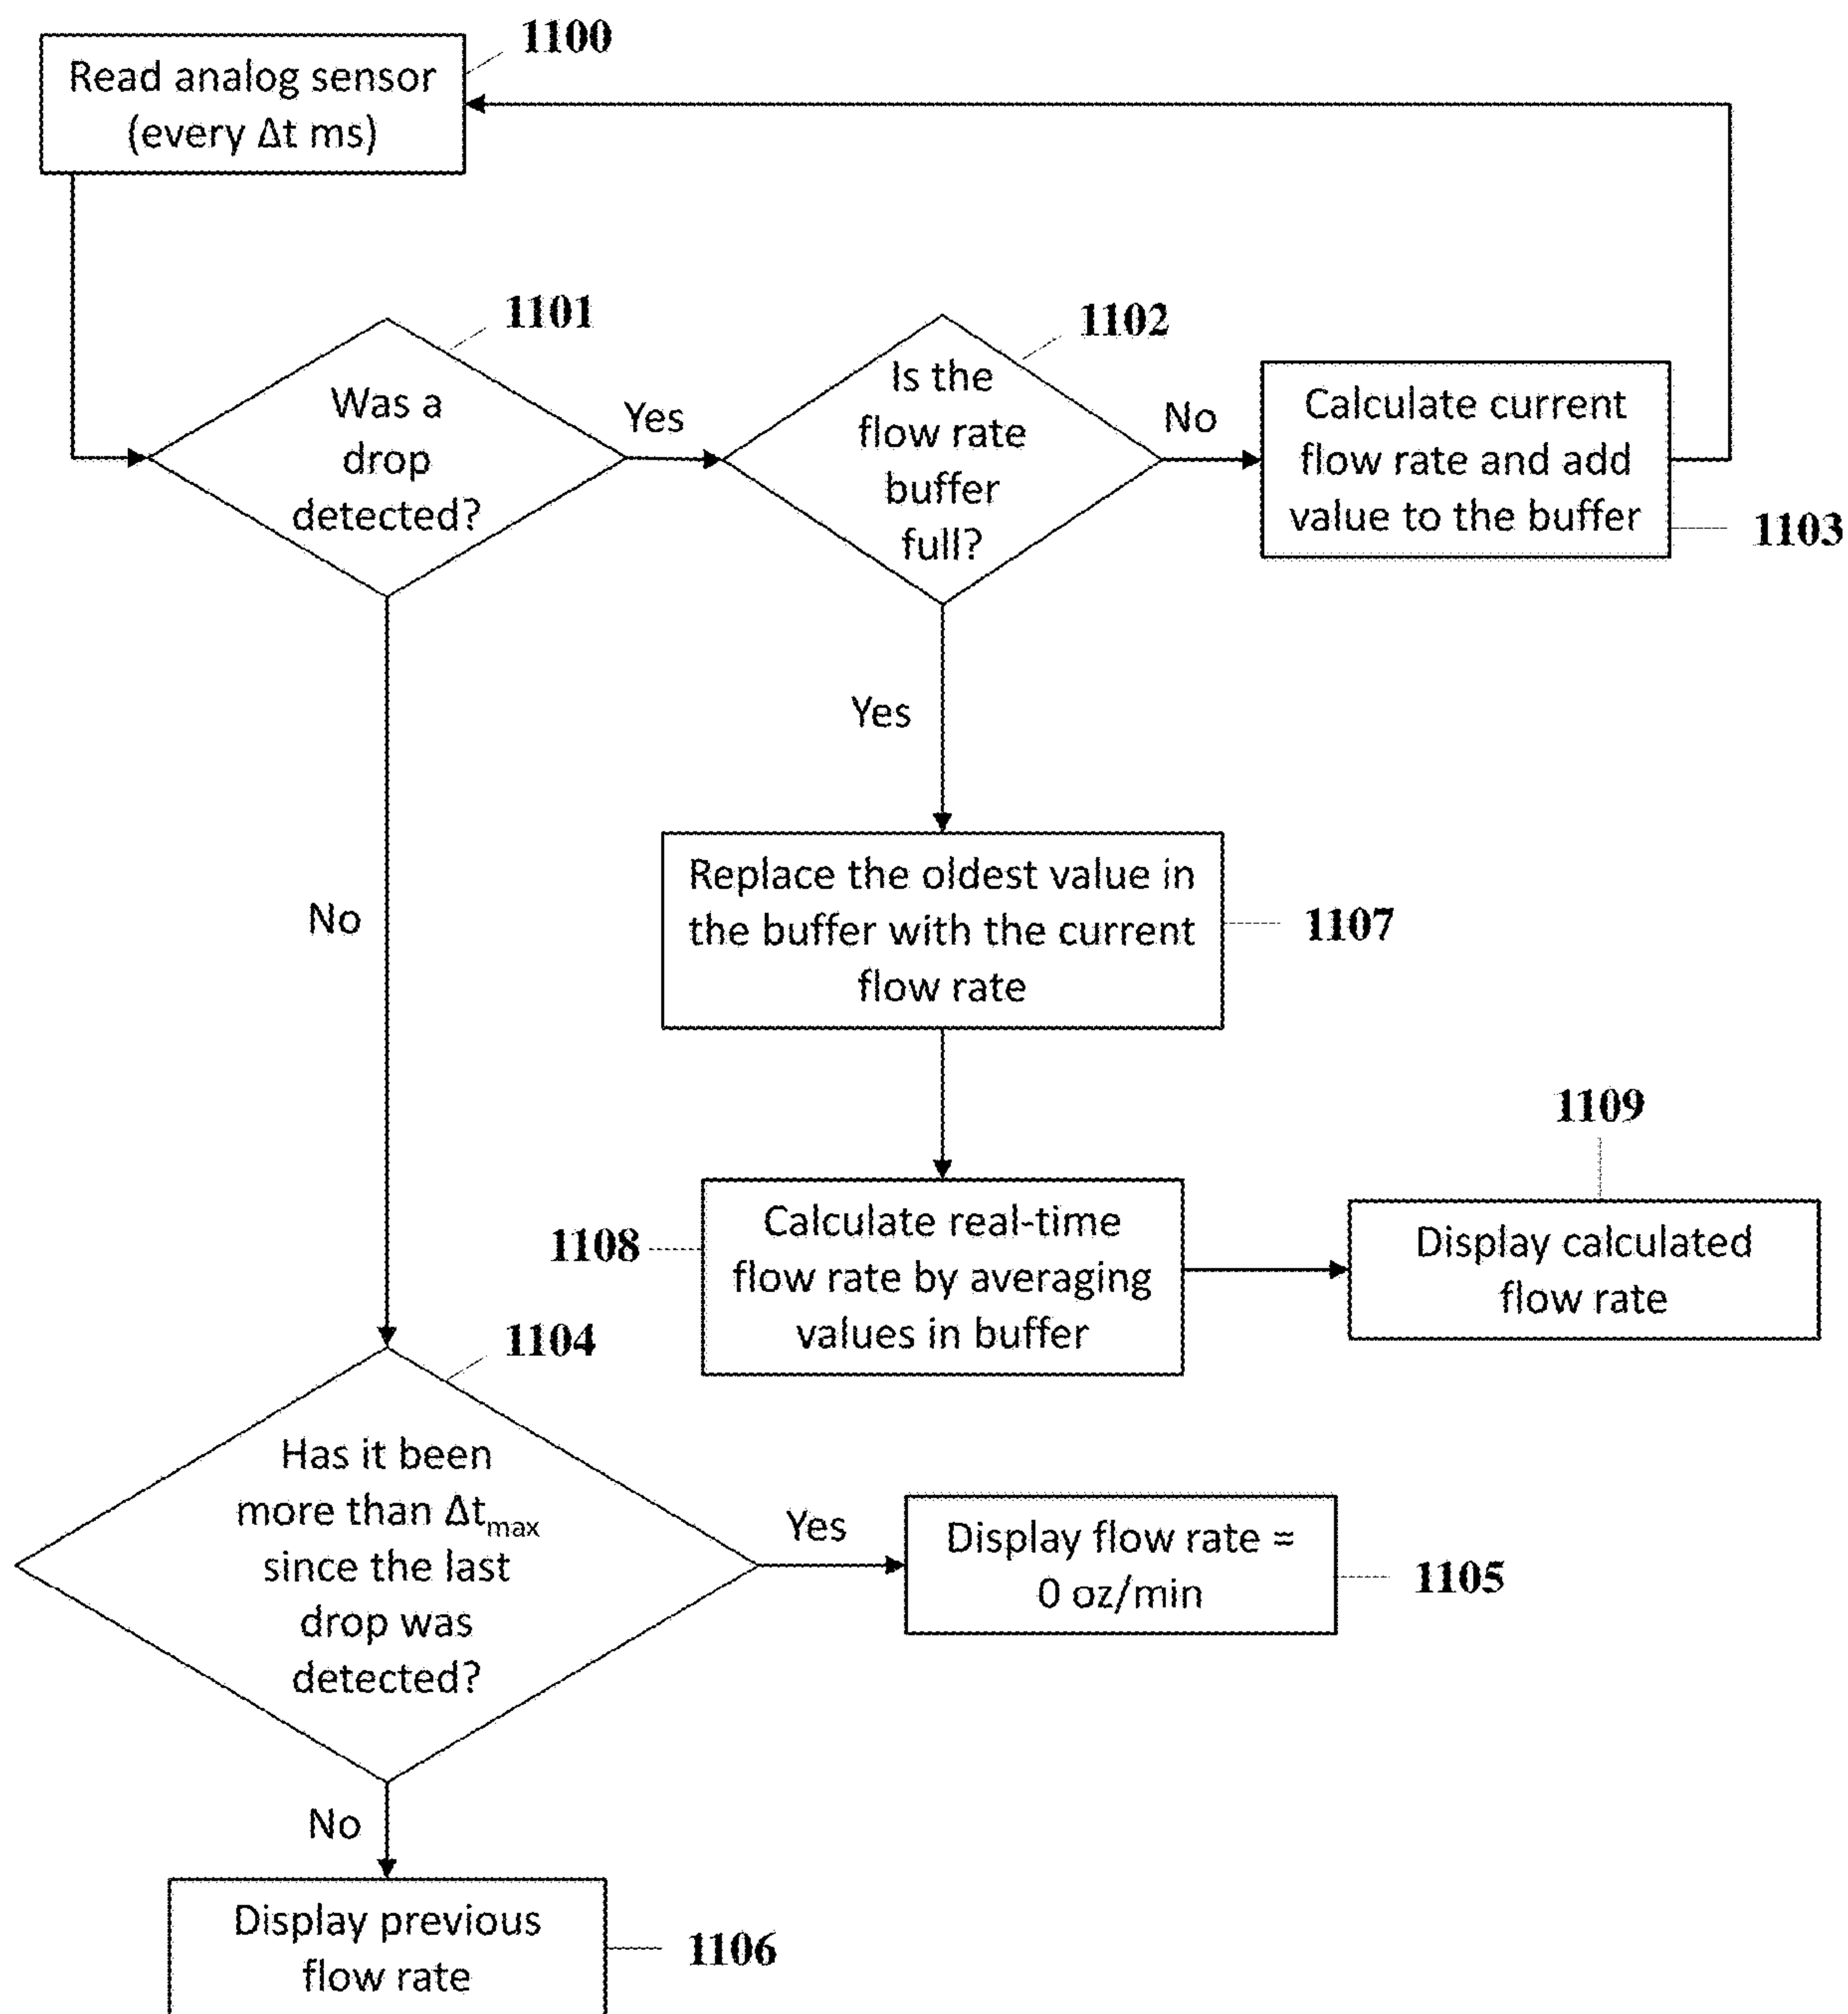 1100
Read analog sensor
(every Δt ms)
1101
Was a
drop
detected?
Yes
1102
Is the
flow rate
buffer
full?
No
Calculate current
flow rate and add
value to the buffer
1103
Yes
No
Replace the oldest value in
the buffer with the current
flow rate
1107
1108
Calculate real-time
flow rate by averaging
values in buffer
1109
Display calculated
flow rate
1104
Has it been
more than Δtmax
since the last
drop was
detected?
Yes
Display flow rate =
0 oz/min
1105
No
Display previous
flow rate
1106